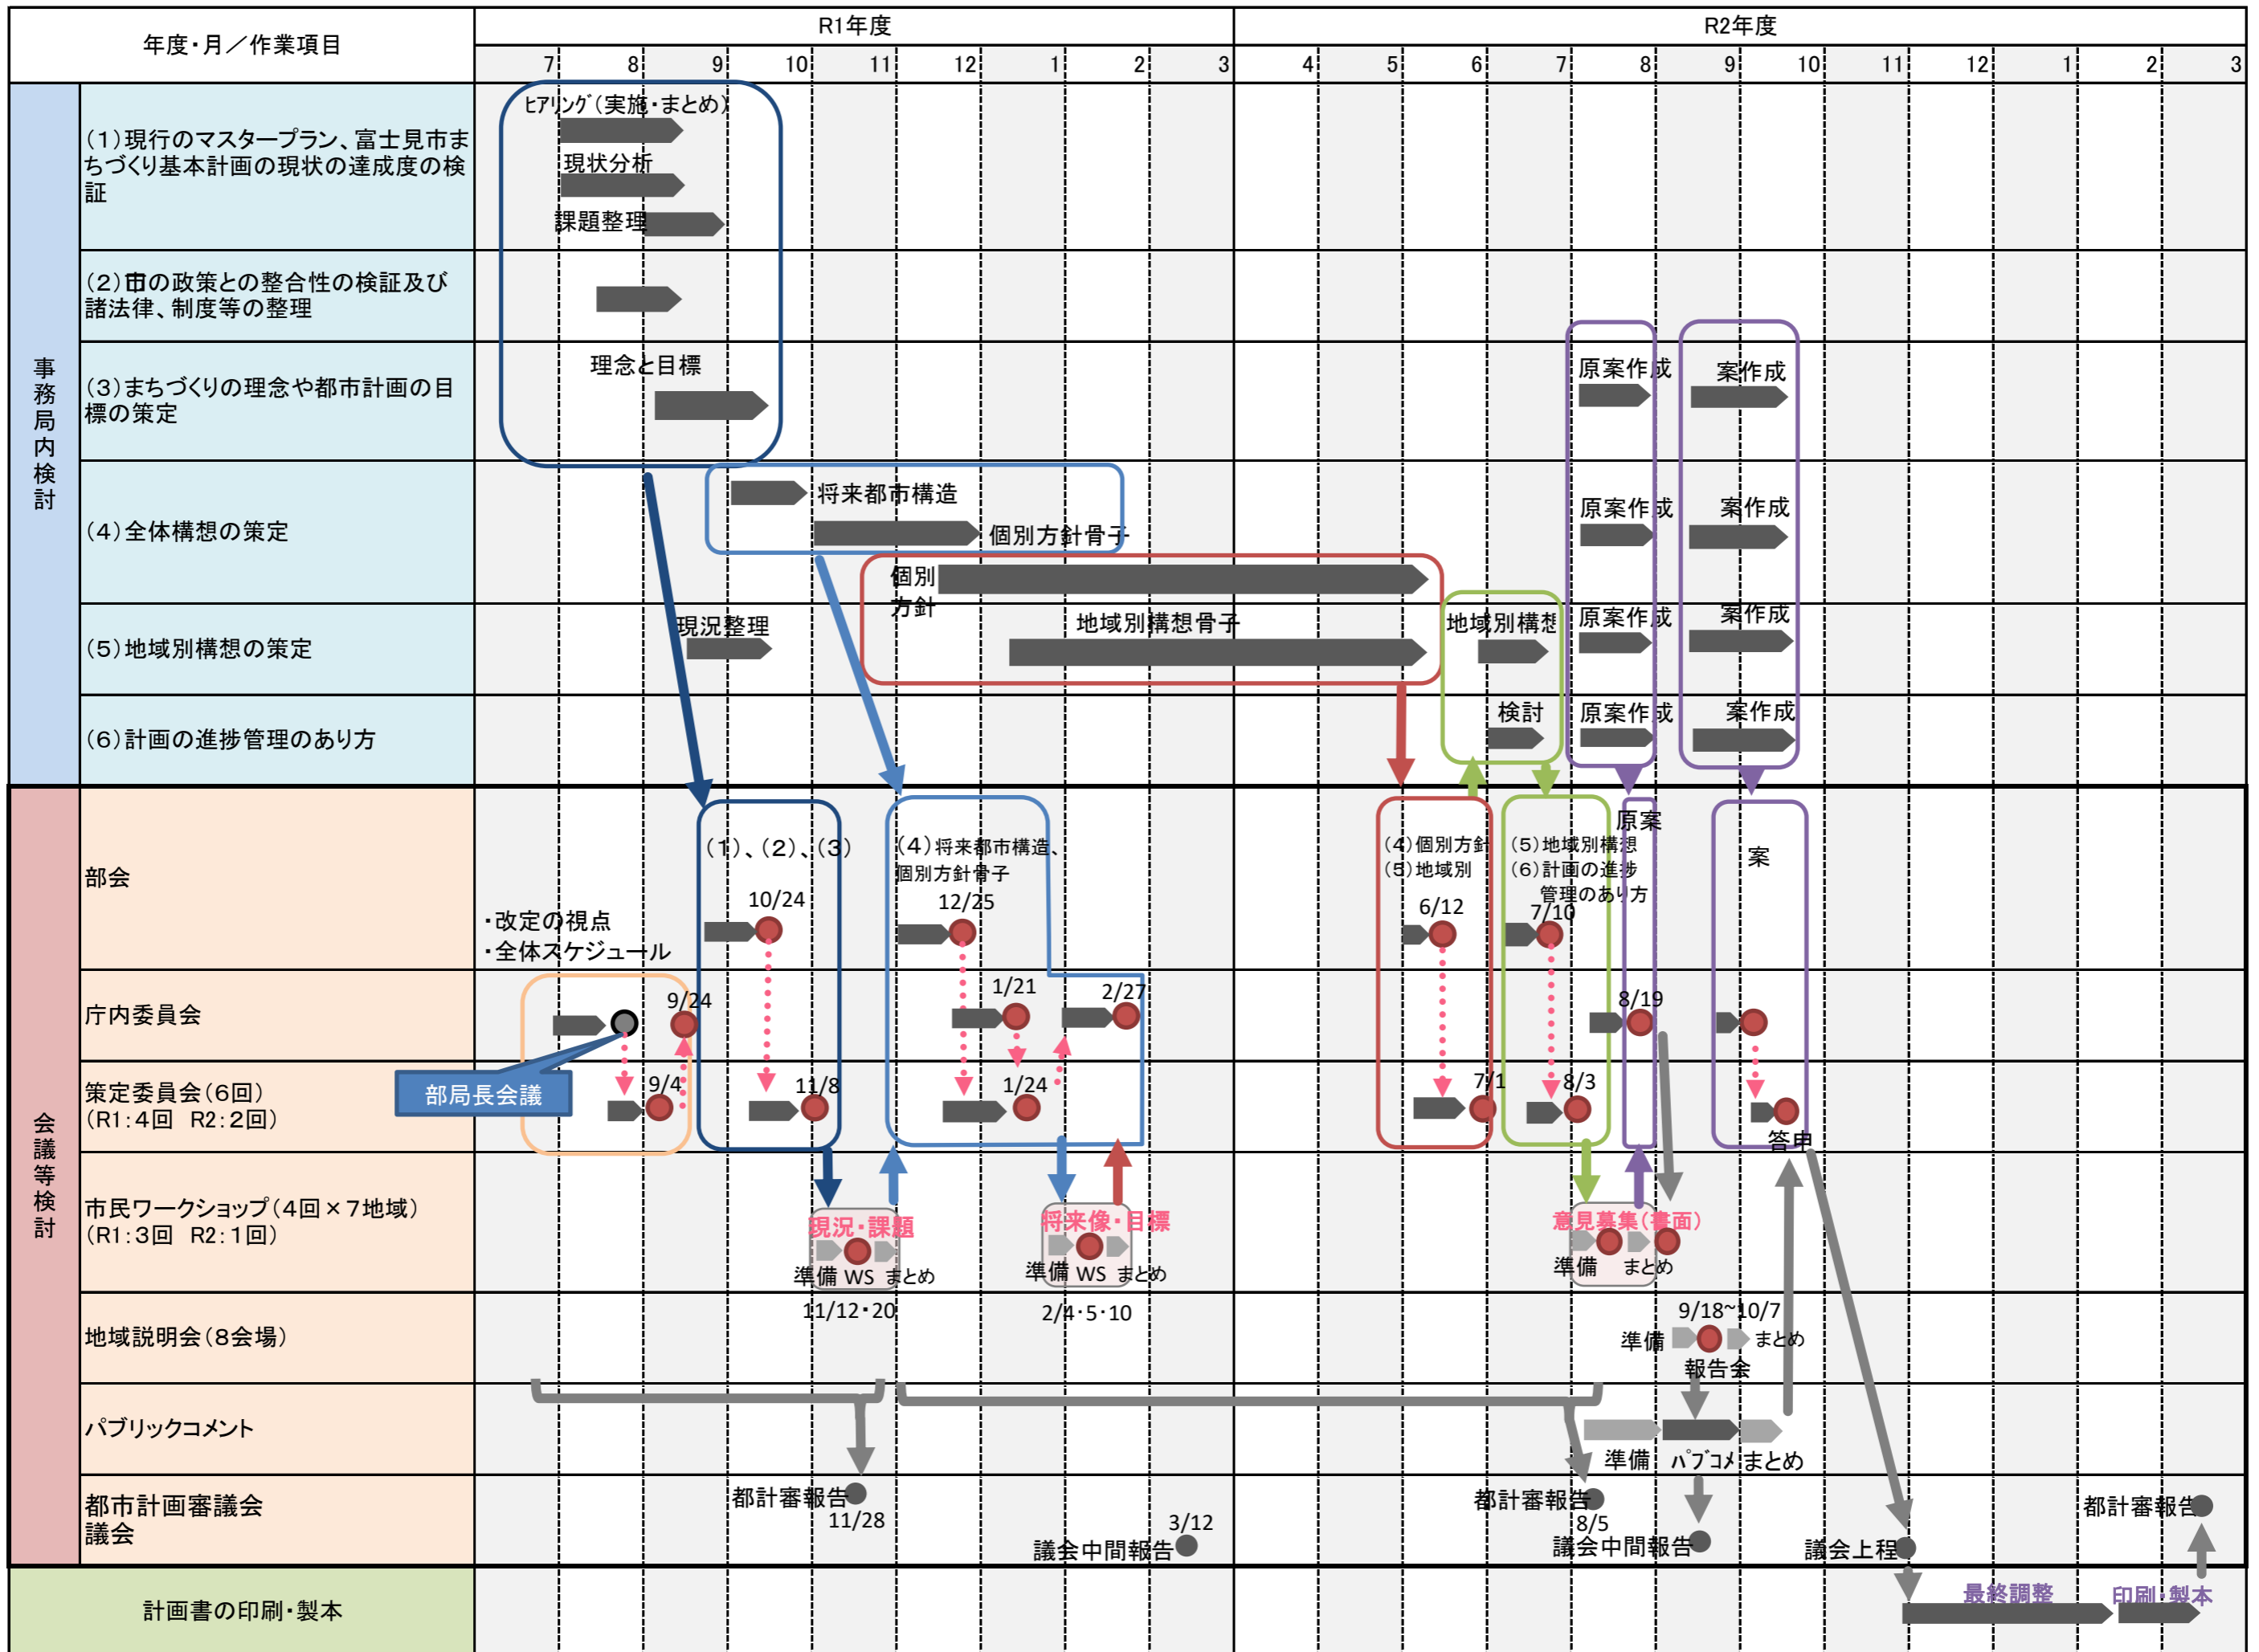 年度・月／作業項目
R1年度
R2年度
7 8 9 10 11 12 1 2 3 4 5 6 7 8 9 10 11 12 1 2 3
事務局内検討
(1)現行のマスタープラン、富士見市ま
ちづくり基本計画の現状の達成度の検
証
ﾋｱﾘﾝｸﾞ(実施・まとめ)
現状分析
課題整理
(2)市の政策との整合性の検証及び
諸法律、制度等の整理
(3)まちづくりの理念や都市計画の目
標の策定
理念と目標
原案作成
案作成
(4)全体構想の策定
将来都市構造
個別方針骨子
個別
方針
原案作成
案作成
(5)地域別構想の策定
現況整理
地域別構想骨子
地域別構想
原案作成
案作成
(6)計画の進捗管理のあり方
検討
原案作成
案作成
会議等検討
部会
・改定の視点
・全体スケジュール
(1)、(2)、(3)
10/24
(4)将来都市構造、
個別方針骨子
12/25
(4)個別方針
(5)地域別
6/12
(5)地域別構想
(6)計画の進捗
管理のあり方
7/10
原案
案
庁内委員会
9/24
1/21
2/27
8/19
部局長会議
策定委員会(6回)
(R1:4回 R2:2回)
9/4
11/8
1/24
7/1
8/3
答申
市民ワークショップ(4回×7地域)
(R1:3回 R2:1回)
現況・課題
準備 WS まとめ
11/12・20
将来像・目標
準備 WS まとめ
2/4・5・10
意見募集(書面)
準備 まとめ
地域説明会(8会場)
9/18~10/7
準備 まとめ
報告会
パブリックコメント
準備 ﾊﾟﾌﾞｺﾒ まとめ
都市計画審議会
議会
都計審報告
11/28
3/12
議会中間報告
都計審報告
8/5
議会中間報告
議会上程
都計審報告
計画書の印刷・製本
最終調整
印刷・製本